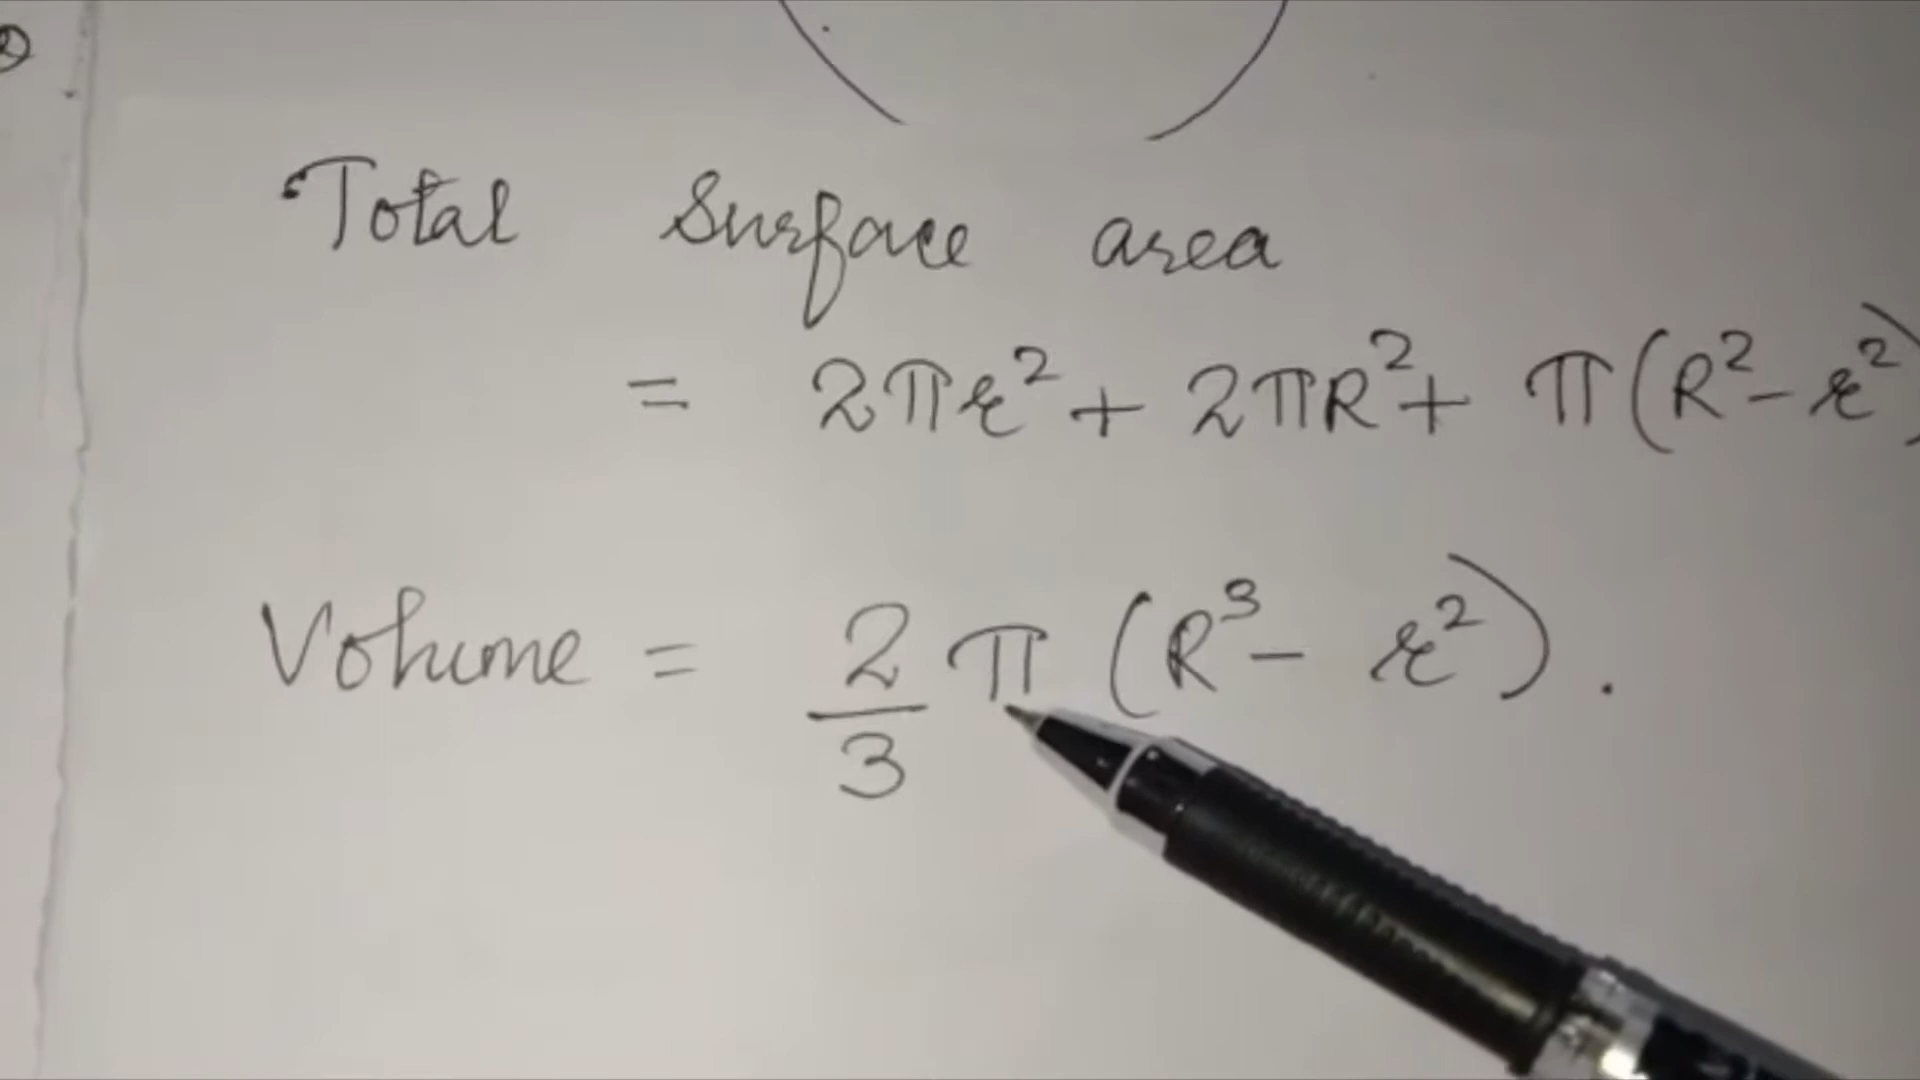 Total Surface area
= 2πr² + 2πR² + π(R² - r²)
Volume = 2/3 π (R³ - r²).